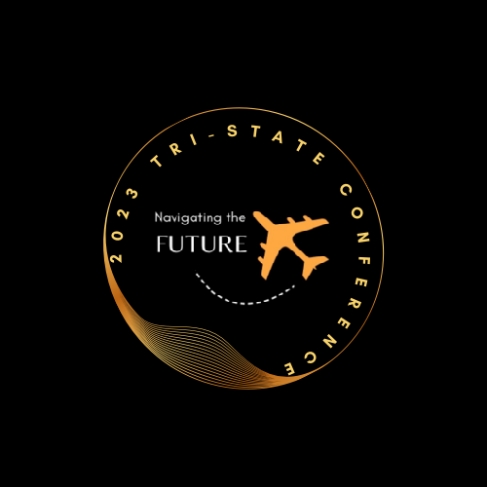 2023 TRI-STATE CONFERENCE
Navigating the
FUTURE